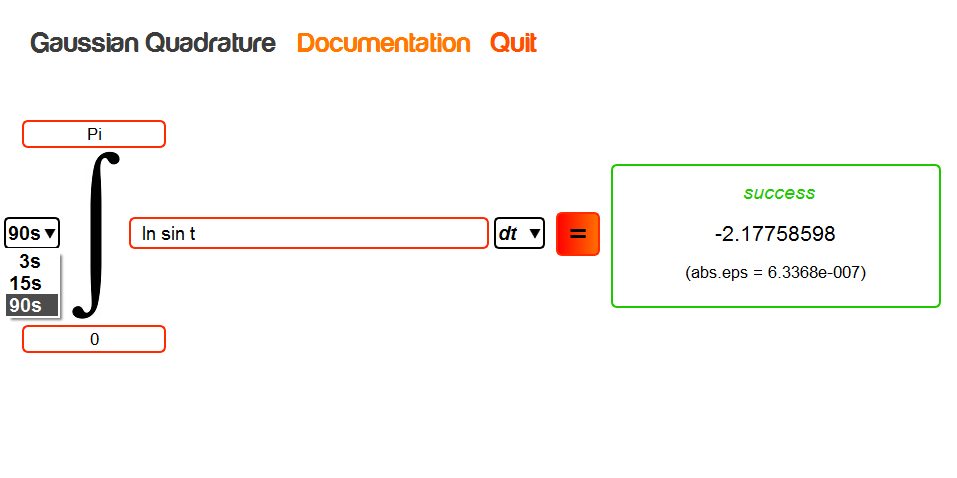 Gaussian Quadrature Documentation Quit
Pi
90s ▼
3s
15s
90s
∫
ln sin t
dt ▼
=
0
success
-2.17758598
(abs.eps = 6.3368e-007)